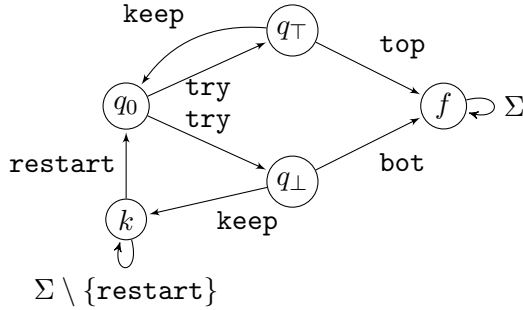 keep
q⊤
top
try
q0
try
f
Σ
restart
q⊥
bot
keep
k
Σ \ {restart}